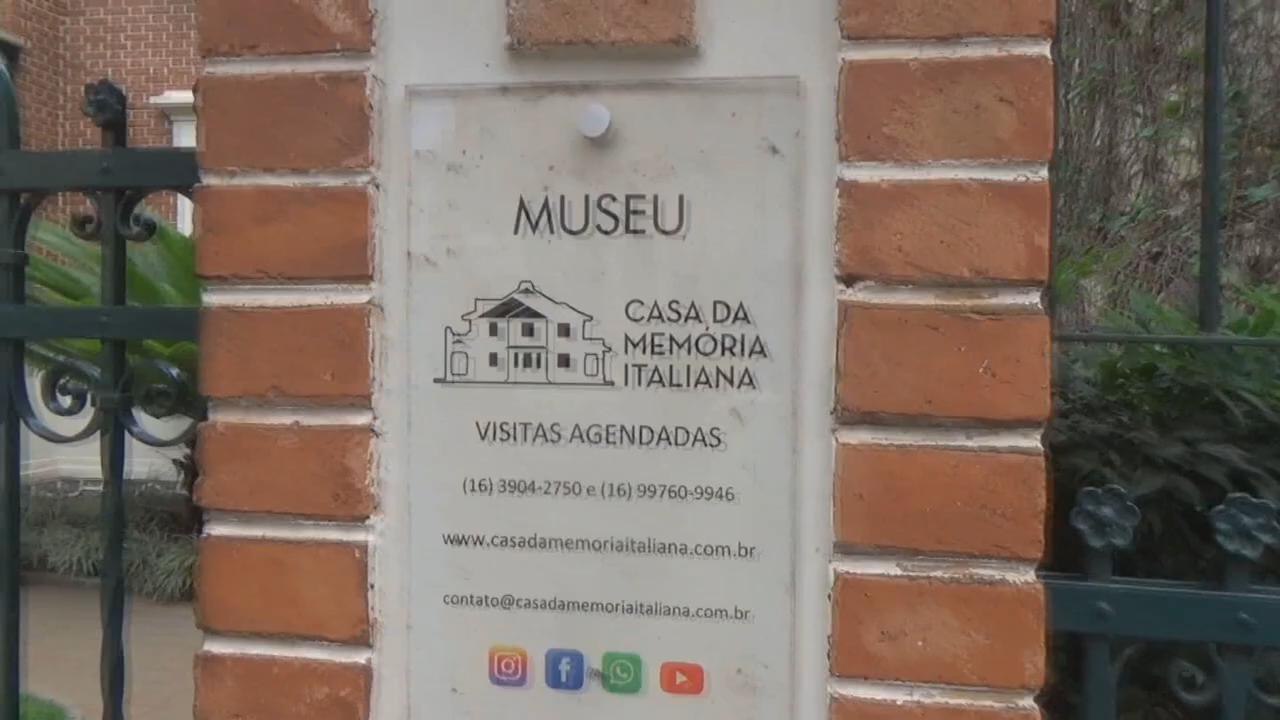 MUSEU
CASA DA
MEMÓRIA
ITALIANA
VISITAS AGENDADAS
(16) 3904-2750 e (16) 99760-9946
www.casadamemoriaitaliana.com.br
contato@casadamemoriaitaliana.com.br